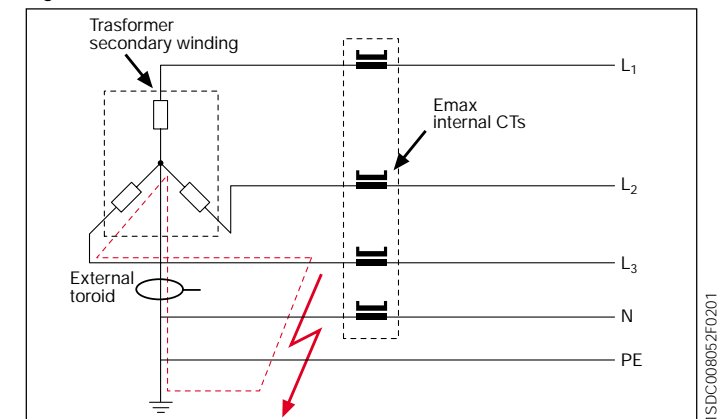 Trasformer
secondary winding
L1
Emax
internal CTs
L2
L3
External
toroid
N
PE
1SDC008052F0201